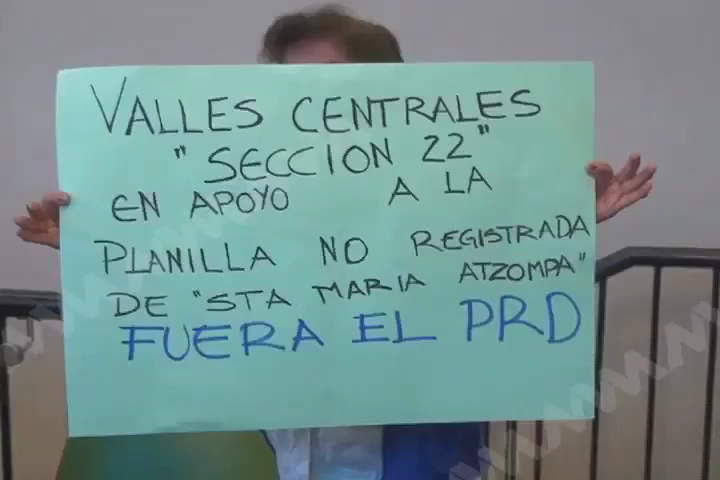 VALLES CENTRALES
"SECCION 22"
EN APOYO A LA
PLANILLA NO REGISTRADA
DE "STA MARIA ATZOMPA"
FUERA EL PRD